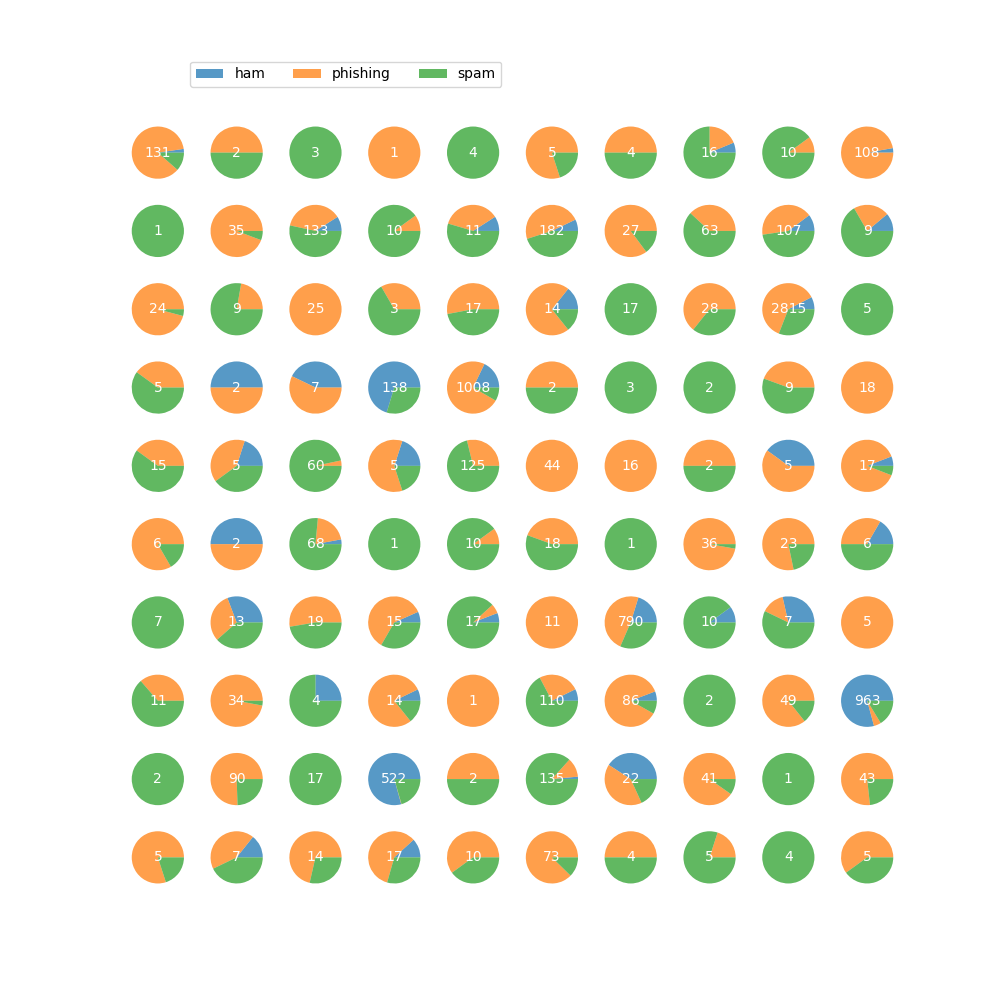 ham phishing spam
131 2 3 1 4 5 4 16 10 108
1 35 133 10 11 182 27 63 107 9
24 9 25 3 17 14 17 28 2815 5
5 2 7 138 1008 2 3 2 9 18
15 5 60 5 125 44 16 2 5 17
6 2 68 1 10 18 1 36 23 6
7 13 19 15 17 11 790 10 7 5
11 34 4 14 1 110 86 2 49 963
2 90 17 522 2 135 22 41 1 43
5 7 14 17 10 73 4 5 4 5